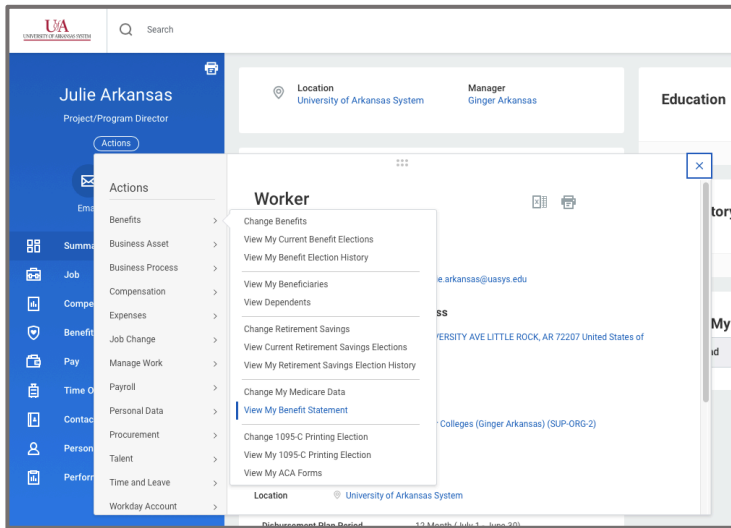 UA
UNIVERSITY OF ARKANSAS SYSTEM
Search
Julie Arkansas
Project/Program Director
Actions
Location
University of Arkansas System
Manager
Ginger Arkansas
Education
Emai
Summa
Job
Compe
Benefit
Pay
Time O
Contac
Person
Perfor
Actions
Benefits
Business Asset
Business Process
Compensation
Expenses
Job Change
Manage Work
Payroll
Personal Data
Procurement
Talent
Time and Leave
Workday Account
Worker
Change Benefits
View My Current Benefit Elections
View My Benefit Election History
View My Beneficiaries
View Dependents
Change Retirement Savings
View Current Retirement Savings Elections
View My Retirement Savings Election History
Change My Medicare Data
View My Benefit Statement
Change 1095-C Printing Election
View My 1095-C Printing Election
View My ACA Forms
ie.arkansas@uasys.edu
ss
VERSITY AVE LITTLE ROCK, AR 72207 United States of
Colleges (Ginger Arkansas) (SUP-ORG-2)
Location University of Arkansas System
Disbursement Plan Period 12 Month (July 1 - June 30)
tory
My
nd